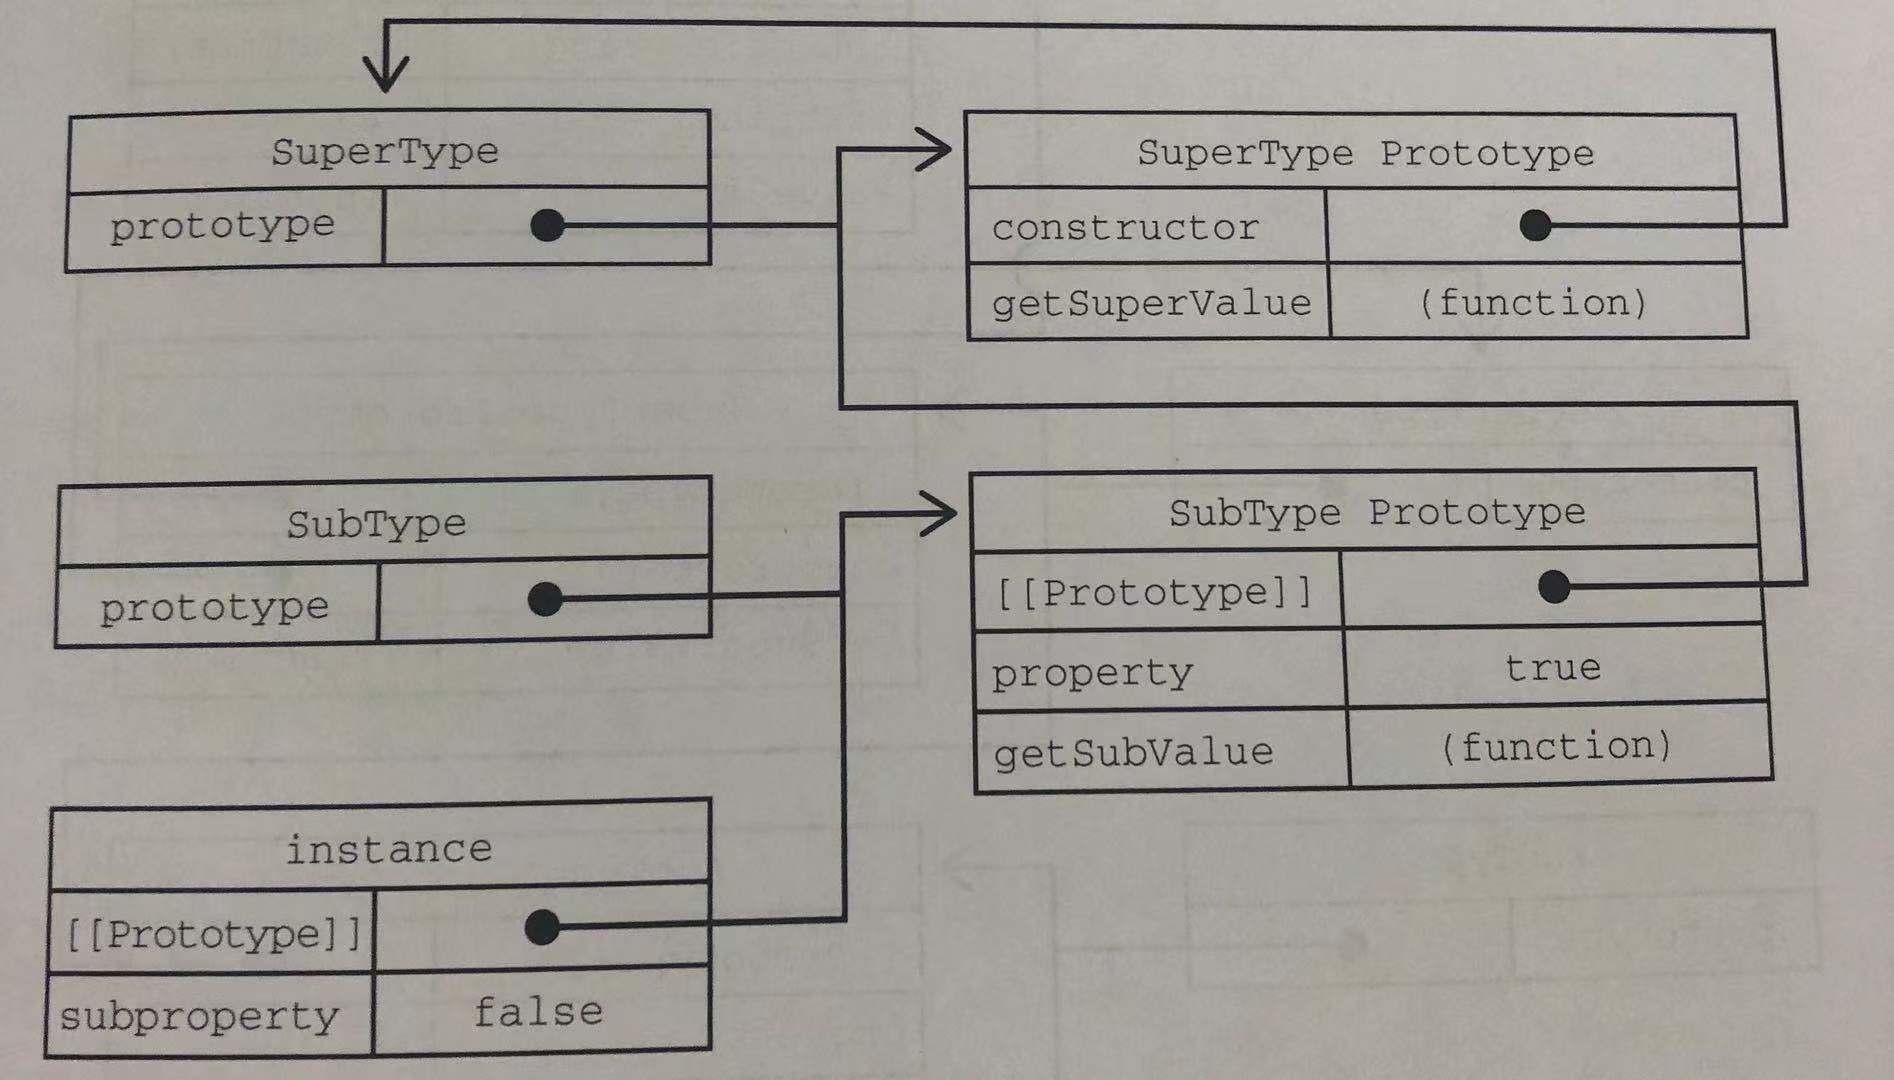 SuperType
prototype
SuperType Prototype
constructor
getSuperValue (function)
SubType
prototype
SubType Prototype
[[Prototype]]
property true
getSubValue (function)
instance
[[Prototype]]
subproperty false